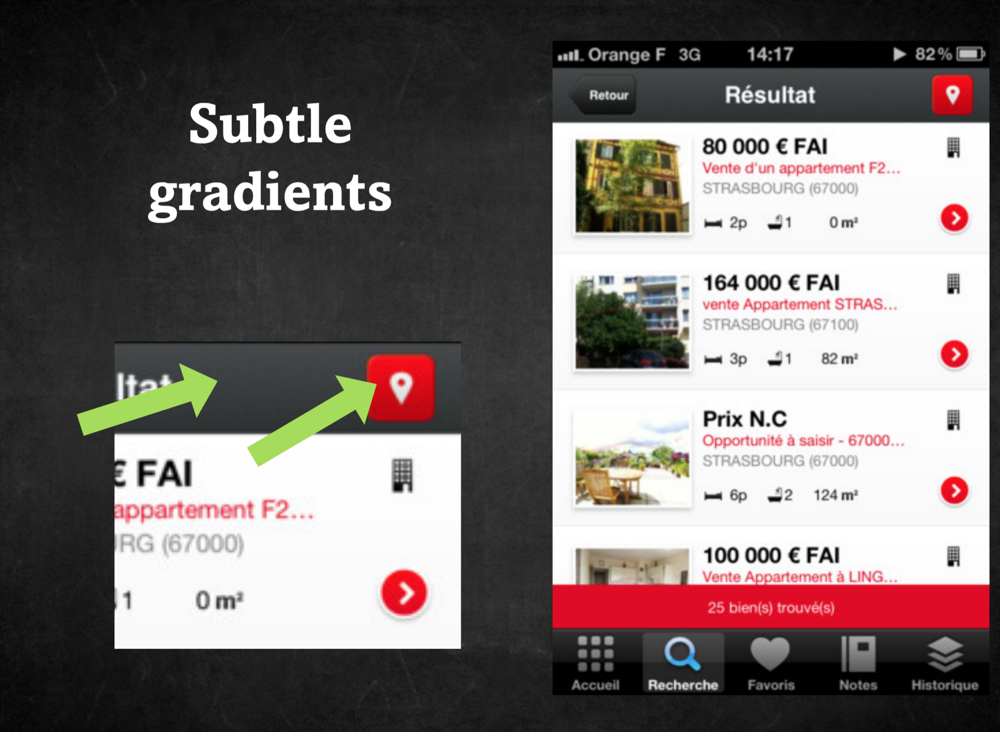 Subtle
gradients
ltat
€ FAI
appartement F2...
RG (67000)
1 0 m²
Orange F 3G 14:17 82%
Retour Résultat
80 000 € FAI
Vente d'un appartement F2...
STRASBOURG (67000)
2p 1 0 m²
164 000 € FAI
vente Appartement STRAS...
STRASBOURG (67100)
3p 1 82 m²
Prix N.C
Opportunité à saisir - 67000...
STRASBOURG (67000)
6p 2 124 m²
100 000 € FAI
Vente Appartement à LING...
25 bien(s) trouvé(s)
Accueil Recherche Favoris Notes Historique